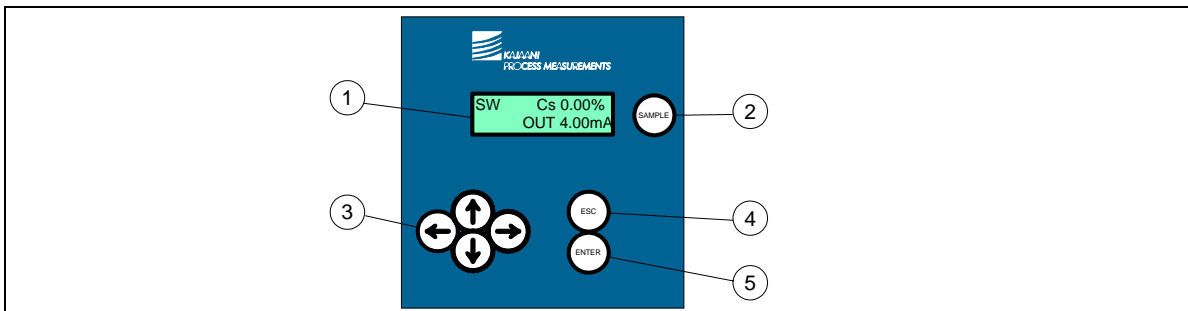 KAJAANI
PROCESS MEASUREMENTS
1
SW Cs 0.00%
OUT 4.00mA
SAMPLE
2
3
ESC
4
ENTER
5